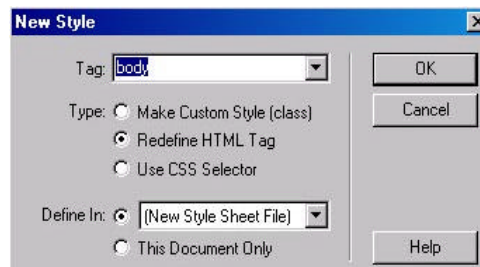 New Style
Tag: body
OK
Type: Make Custom Style (class)
Cancel
Redefine HTML Tag
Use CSS Selector
Define In: (New Style Sheet File)
This Document Only
Help